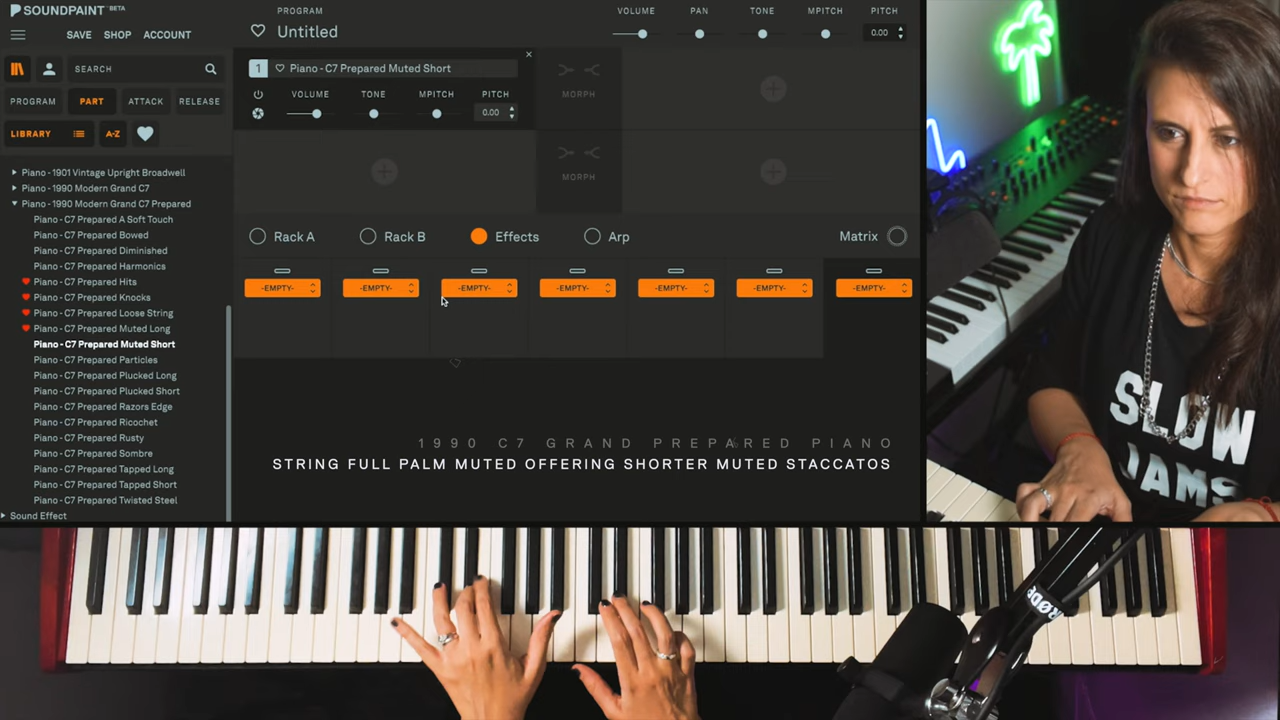 SOUNDPAINT BETA
SAVE SHOP ACCOUNT
SEARCH
PROGRAM PART ATTACK RELEASE
LIBRARY A-Z
Piano - 1901 Vintage Upright Broadwell
Piano - 1990 Modern Grand C7
Piano - 1990 Modern Grand C7 Prepared
Piano - C7 Prepared A Soft Touch
Piano - C7 Prepared Bowed
Piano - C7 Prepared Diminished
Piano - C7 Prepared Harmonics
Piano - C7 Prepared Hits
Piano - C7 Prepared Knocks
Piano - C7 Prepared Loose String
Piano - C7 Prepared Muted Long
Piano - C7 Prepared Muted Short
Piano - C7 Prepared Particles
Piano - C7 Prepared Plucked Long
Piano - C7 Prepared Plucked Short
Piano - C7 Prepared Razors Edge
Piano - C7 Prepared Ricochet
Piano - C7 Prepared Rusty
Piano - C7 Prepared Sombre
Piano - C7 Prepared Tapped Long
Piano - C7 Prepared Tapped Short
Piano - C7 Prepared Twisted Steel
Sound Effect
PROGRAM
Untitled
VOLUME PAN TONE MPITCH PITCH
0.00
1 Piano - C7 Prepared Muted Short
VOLUME TONE MPITCH PITCH
0.00
MORPH
MORPH
Rack A Rack B Effects Arp Matrix
-EMPTY- -EMPTY- -EMPTY- -EMPTY- -EMPTY- -EMPTY- -EMPTY-
1990 C7 GRAND PREPARED PIANO
STRING FULL PALM MUTED OFFERING SHORTER MUTED STACCATOS
SLOW
JAMS
RØDE